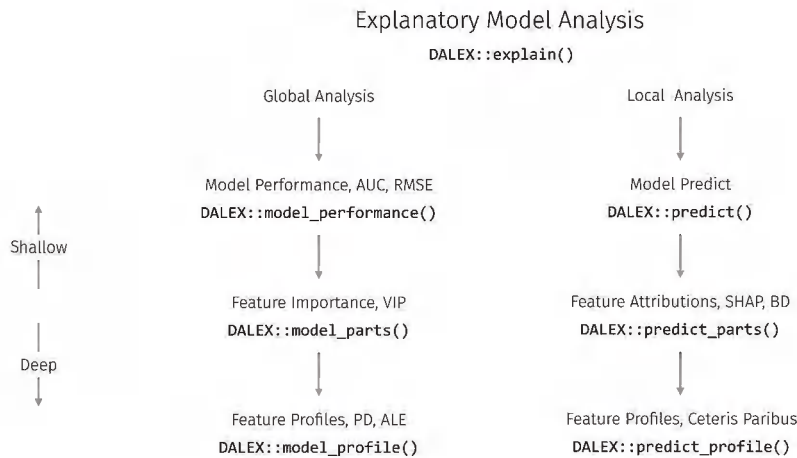 Explanatory Model Analysis
DALEX::explain()
Global Analysis
Local Analysis
Model Performance, AUC, RMSE
DALEX::model_performance()
Model Predict
DALEX::predict()
Shallow
Feature Importance, VIP
DALEX::model_parts()
Feature Attributions, SHAP, BD
DALEX::predict_parts()
Deep
Feature Profiles, PD, ALE
DALEX::model_profile()
Feature Profiles, Ceteris Paribus
DALEX::predict_profile()